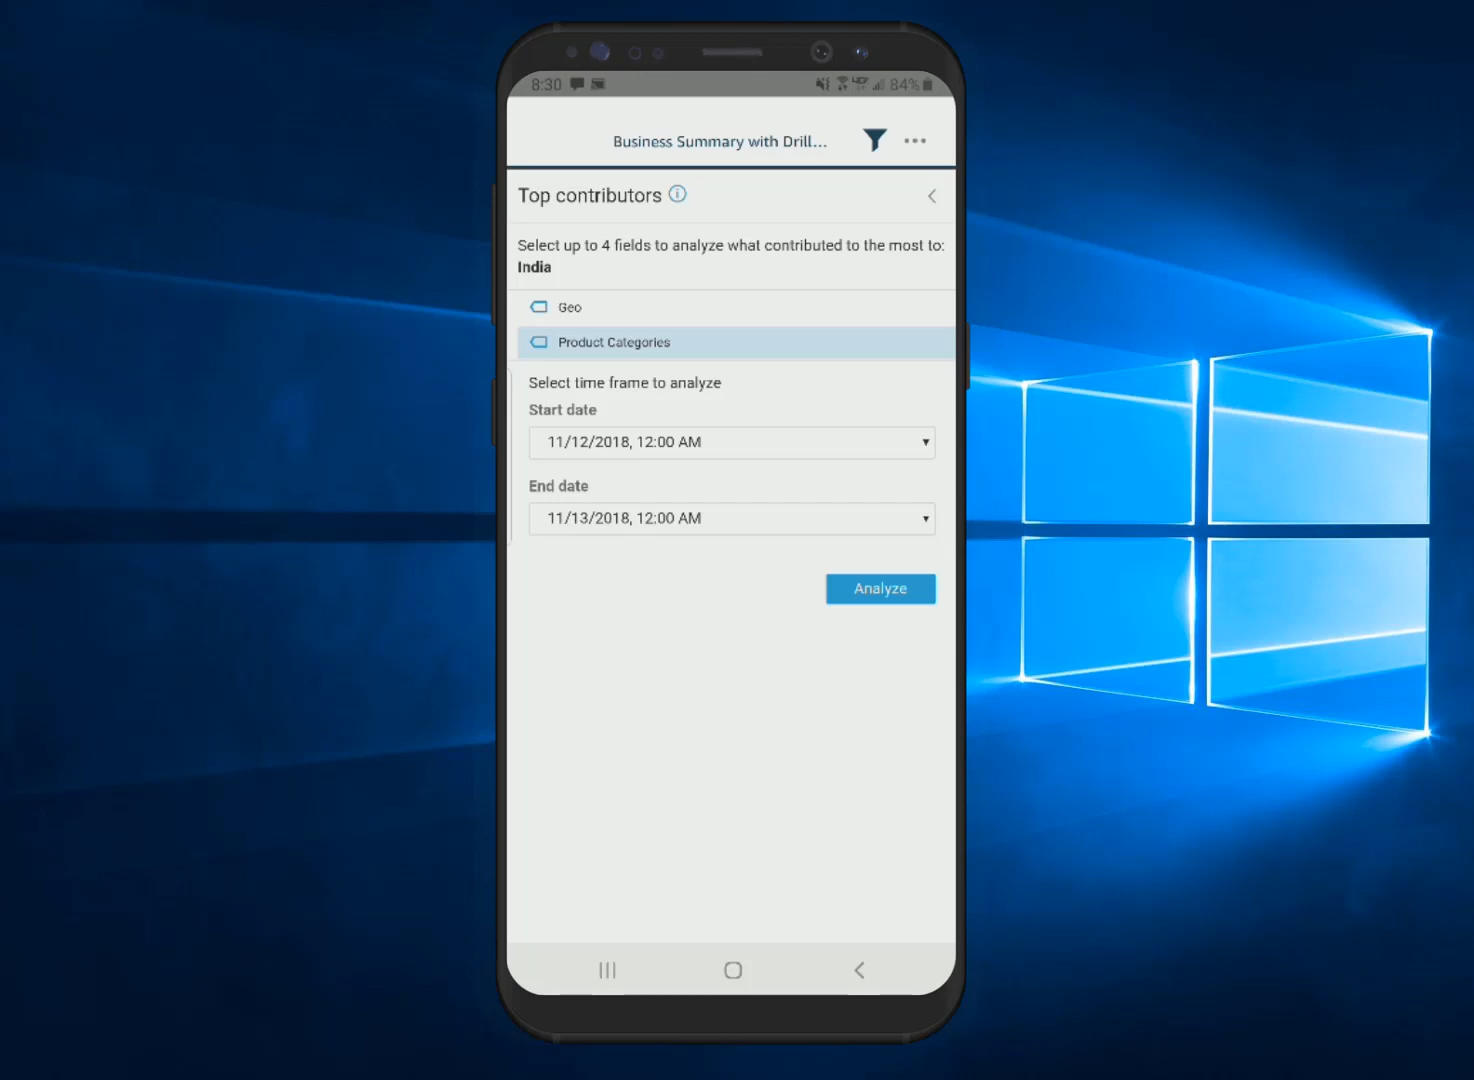 8:30
84%
Business Summary with Drill...
Top contributors
Select up to 4 fields to analyze what contributed to the most to:
India
Geo
Product Categories
Select time frame to analyze
Start date
11/12/2018, 12:00 AM
End date
11/13/2018, 12:00 AM
Analyze